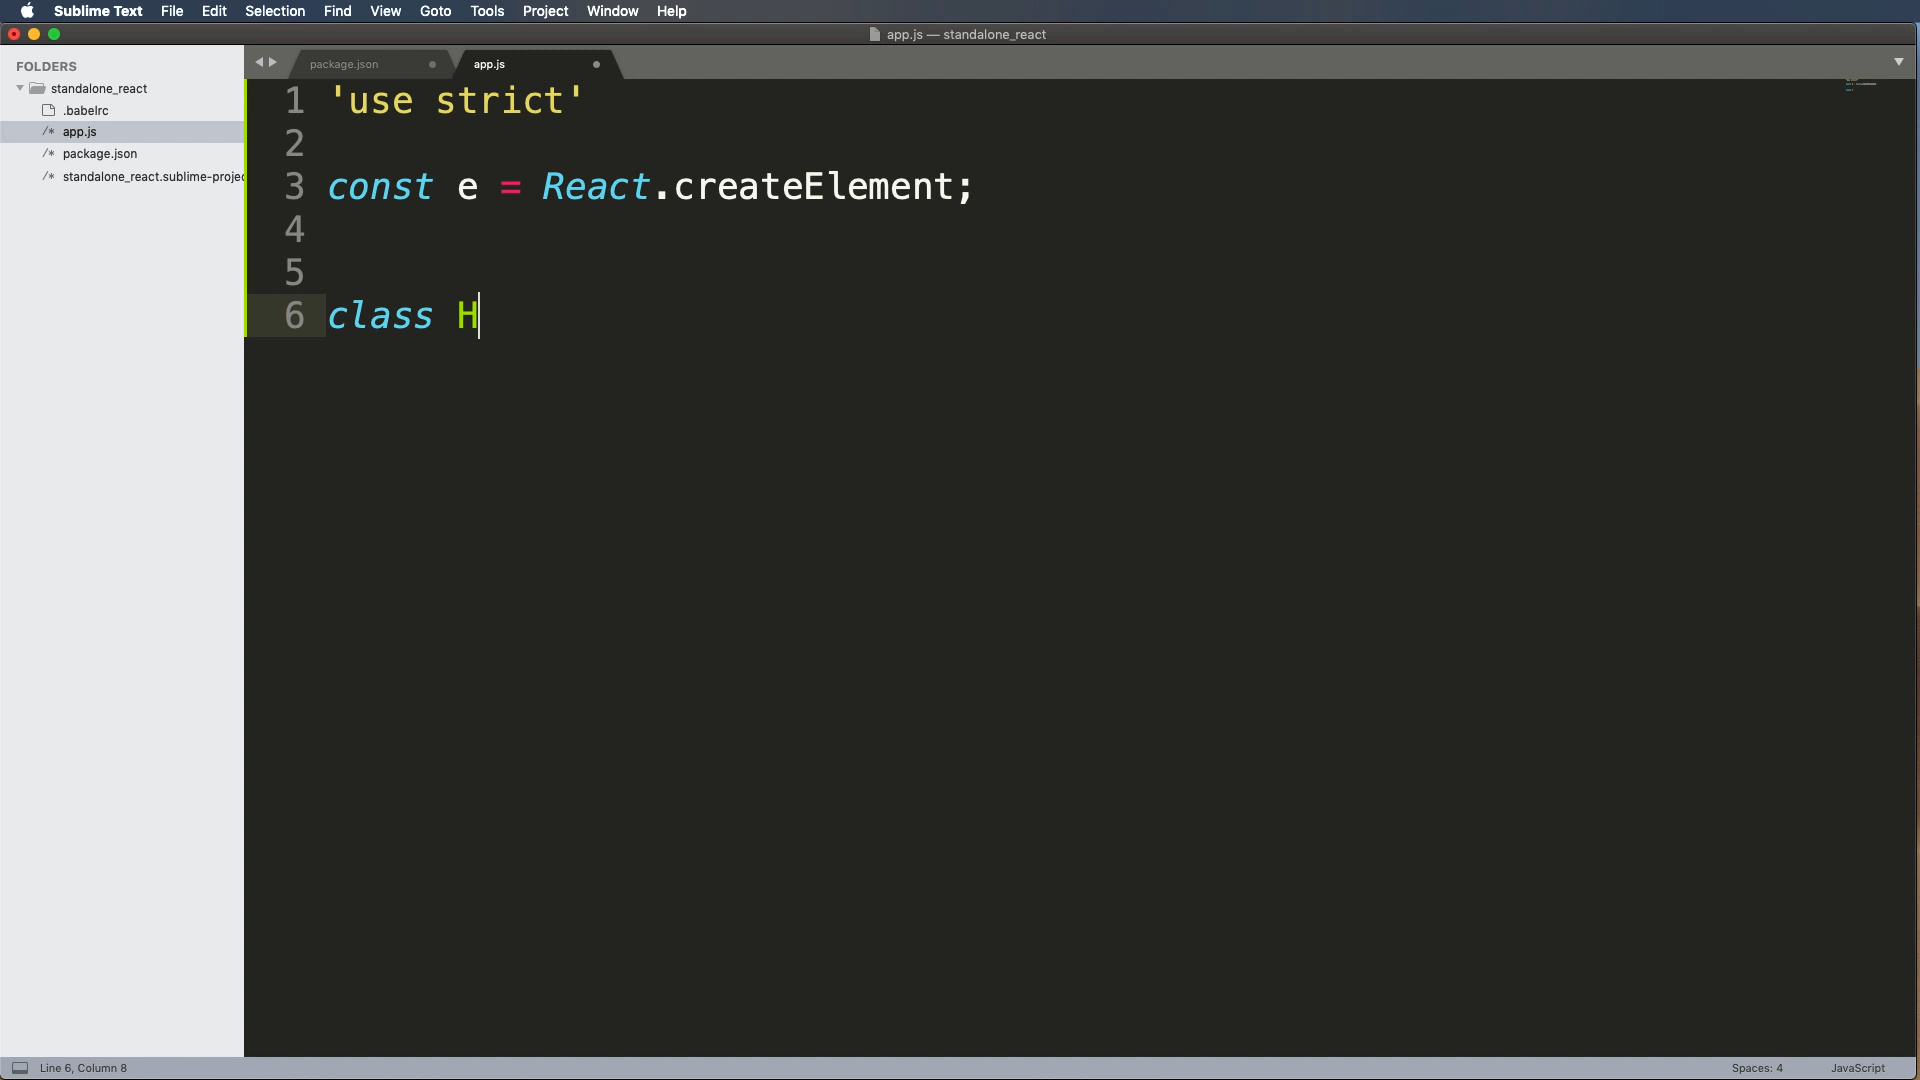 Sublime Text File Edit Selection Find View Goto Tools Project Window Help
app.js — standalone_react
FOLDERS
standalone_react
.babelrc
/* app.js
/* package.json
/* standalone_react.sublime-projec
package.json
app.js
1 'use strict'
2
3 const e = React.createElement;
4
5
6 class H
Line 6, Column 8
Spaces: 4
JavaScript